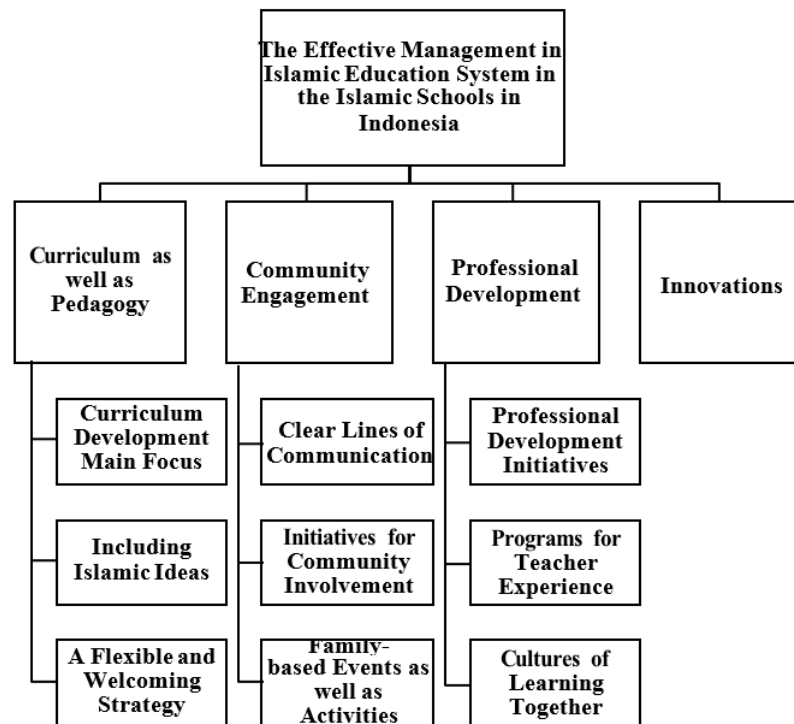 The Effective Management in
Islamic Education System in
the Islamic Schools in
Indonesia
Curriculum as
well as
Pedagogy
Community
Engagement
Professional
Development
Innovations
Curriculum
Development
Main Focus
Clear Lines of
Communication
Professional
Development
Initiatives
Including
Islamic Ideas
Initiatives for
Community
Involvement
Programs for
Teacher
Experience
A Flexible and
Welcoming
Strategy
Family-
based Events as
well as
Activities
Cultures of
Learning
Together